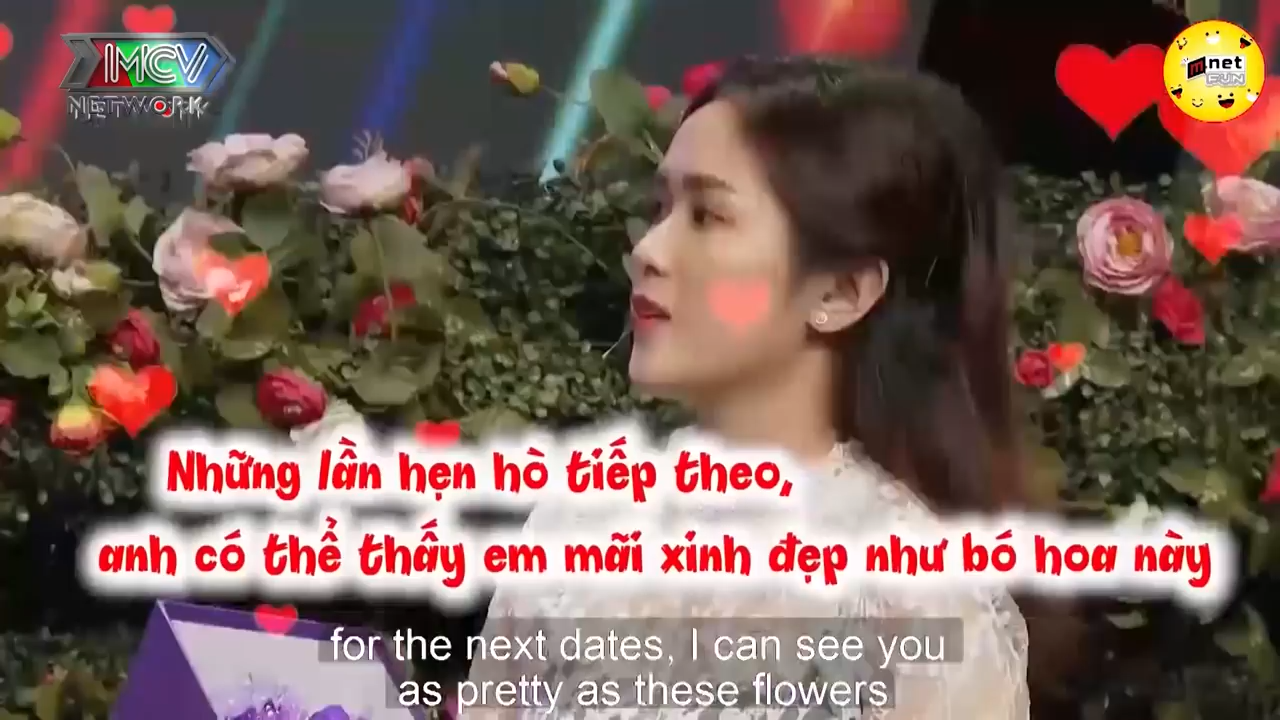 MCV
NETWORK
mnet
FUN
Những lần hẹn hò tiếp theo,
anh có thể thấy em mãi xinh đẹp như bó hoa này
for the next dates, I can see you
as pretty as these flowers